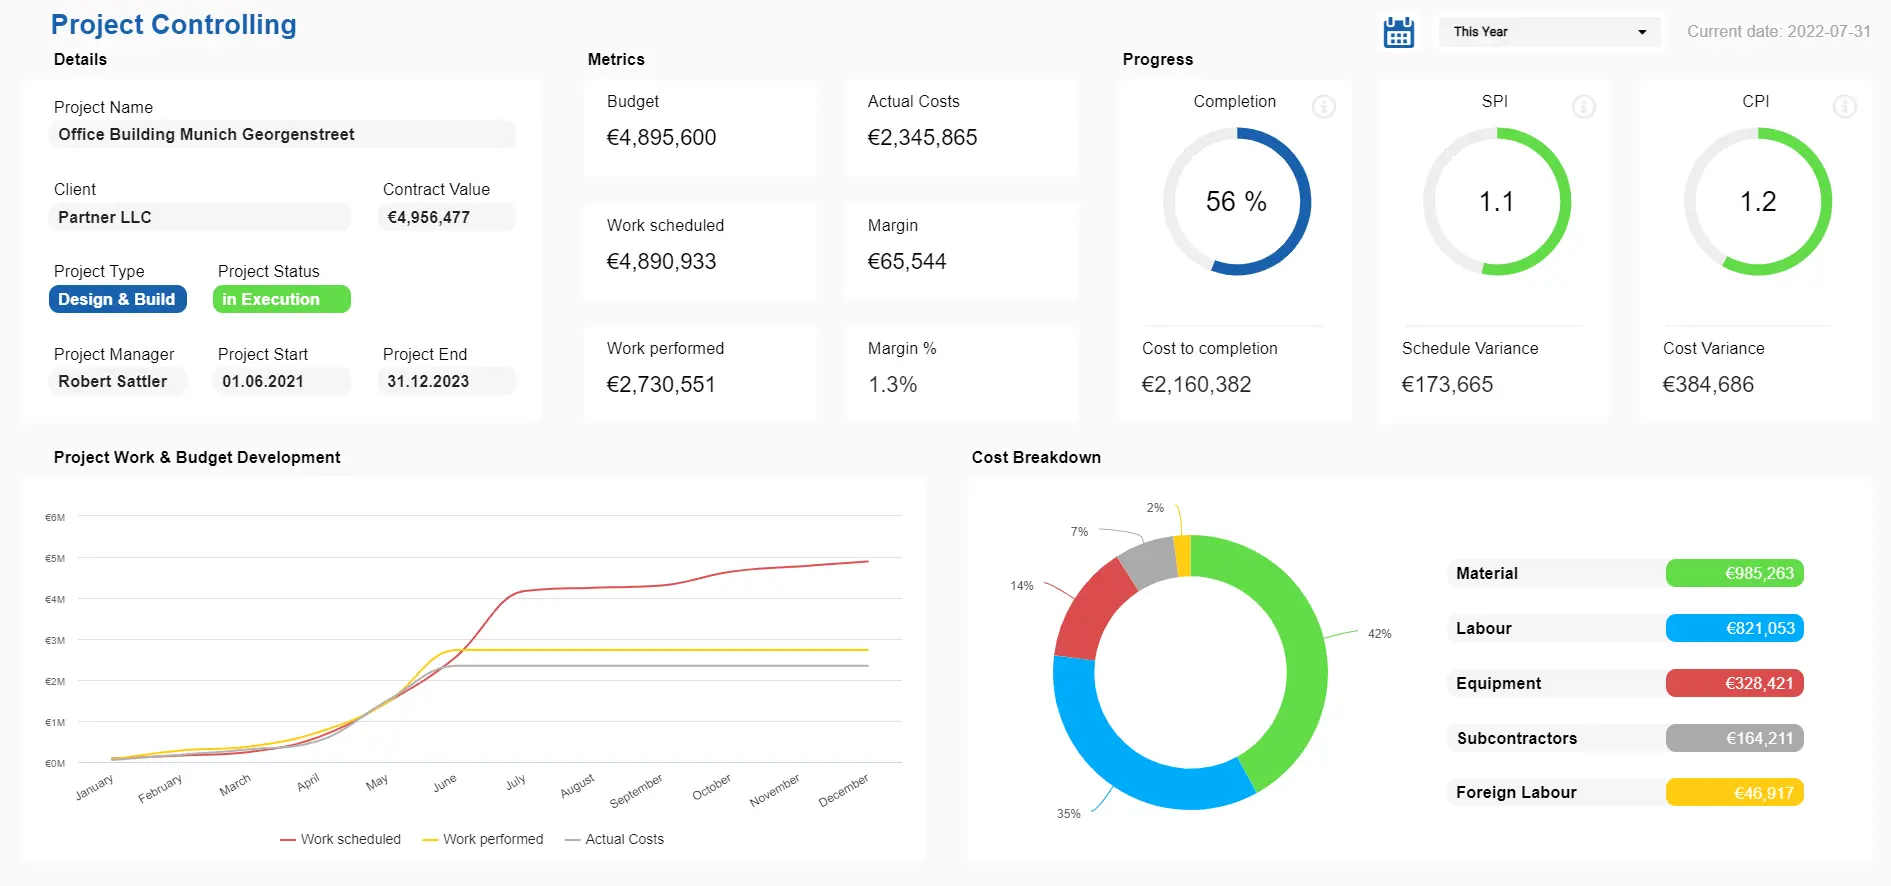 Project Controlling
This Year
Current date: 2022-07-31
Details
Project Name
Office Building Munich Georgenstreet
Client
Contract Value
Partner LLC
€4,956,477
Project Type
Project Status
Design & Build
in Execution
Project Manager
Project Start
Project End
Robert Sattler
01.06.2021
31.12.2023
Metrics
Budget
€4,895,600
Actual Costs
€2,345,865
Work scheduled
€4,890,933
Margin
€65,544
Work performed
€2,730,551
Margin %
1.3%
Progress
Completion
56 %
Cost to completion
€2,160,382
SPI
1.1
Schedule Variance
€173,665
CPI
1.2
Cost Variance
€384,686
Project Work & Budget Development
€6M
€5M
€4M
€3M
€2M
€1M
€0M
January
February
March
April
May
June
July
August
September
October
November
December
Work scheduled
Work performed
Actual Costs
Cost Breakdown
2%
7%
14%
42%
35%
Material
€985,263
Labour
€821,053
Equipment
€328,421
Subcontractors
€164,211
Foreign Labour
€46,917